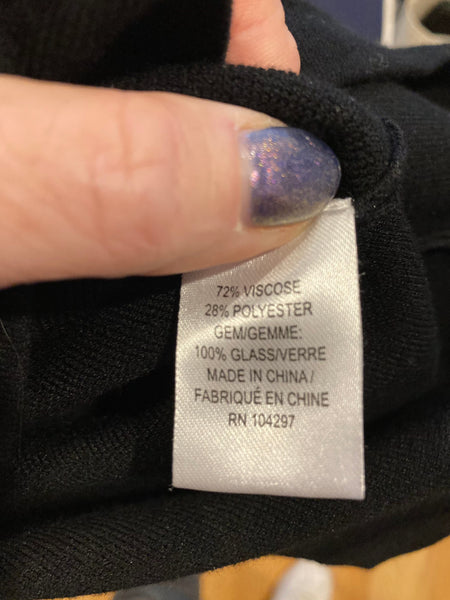 72% VISCOSE
28% POLYESTER
GEM/GEMME:
100% GLASS/VERRE
MADE IN CHINA /
FABRIQUÉ EN CHINE
RN 104297